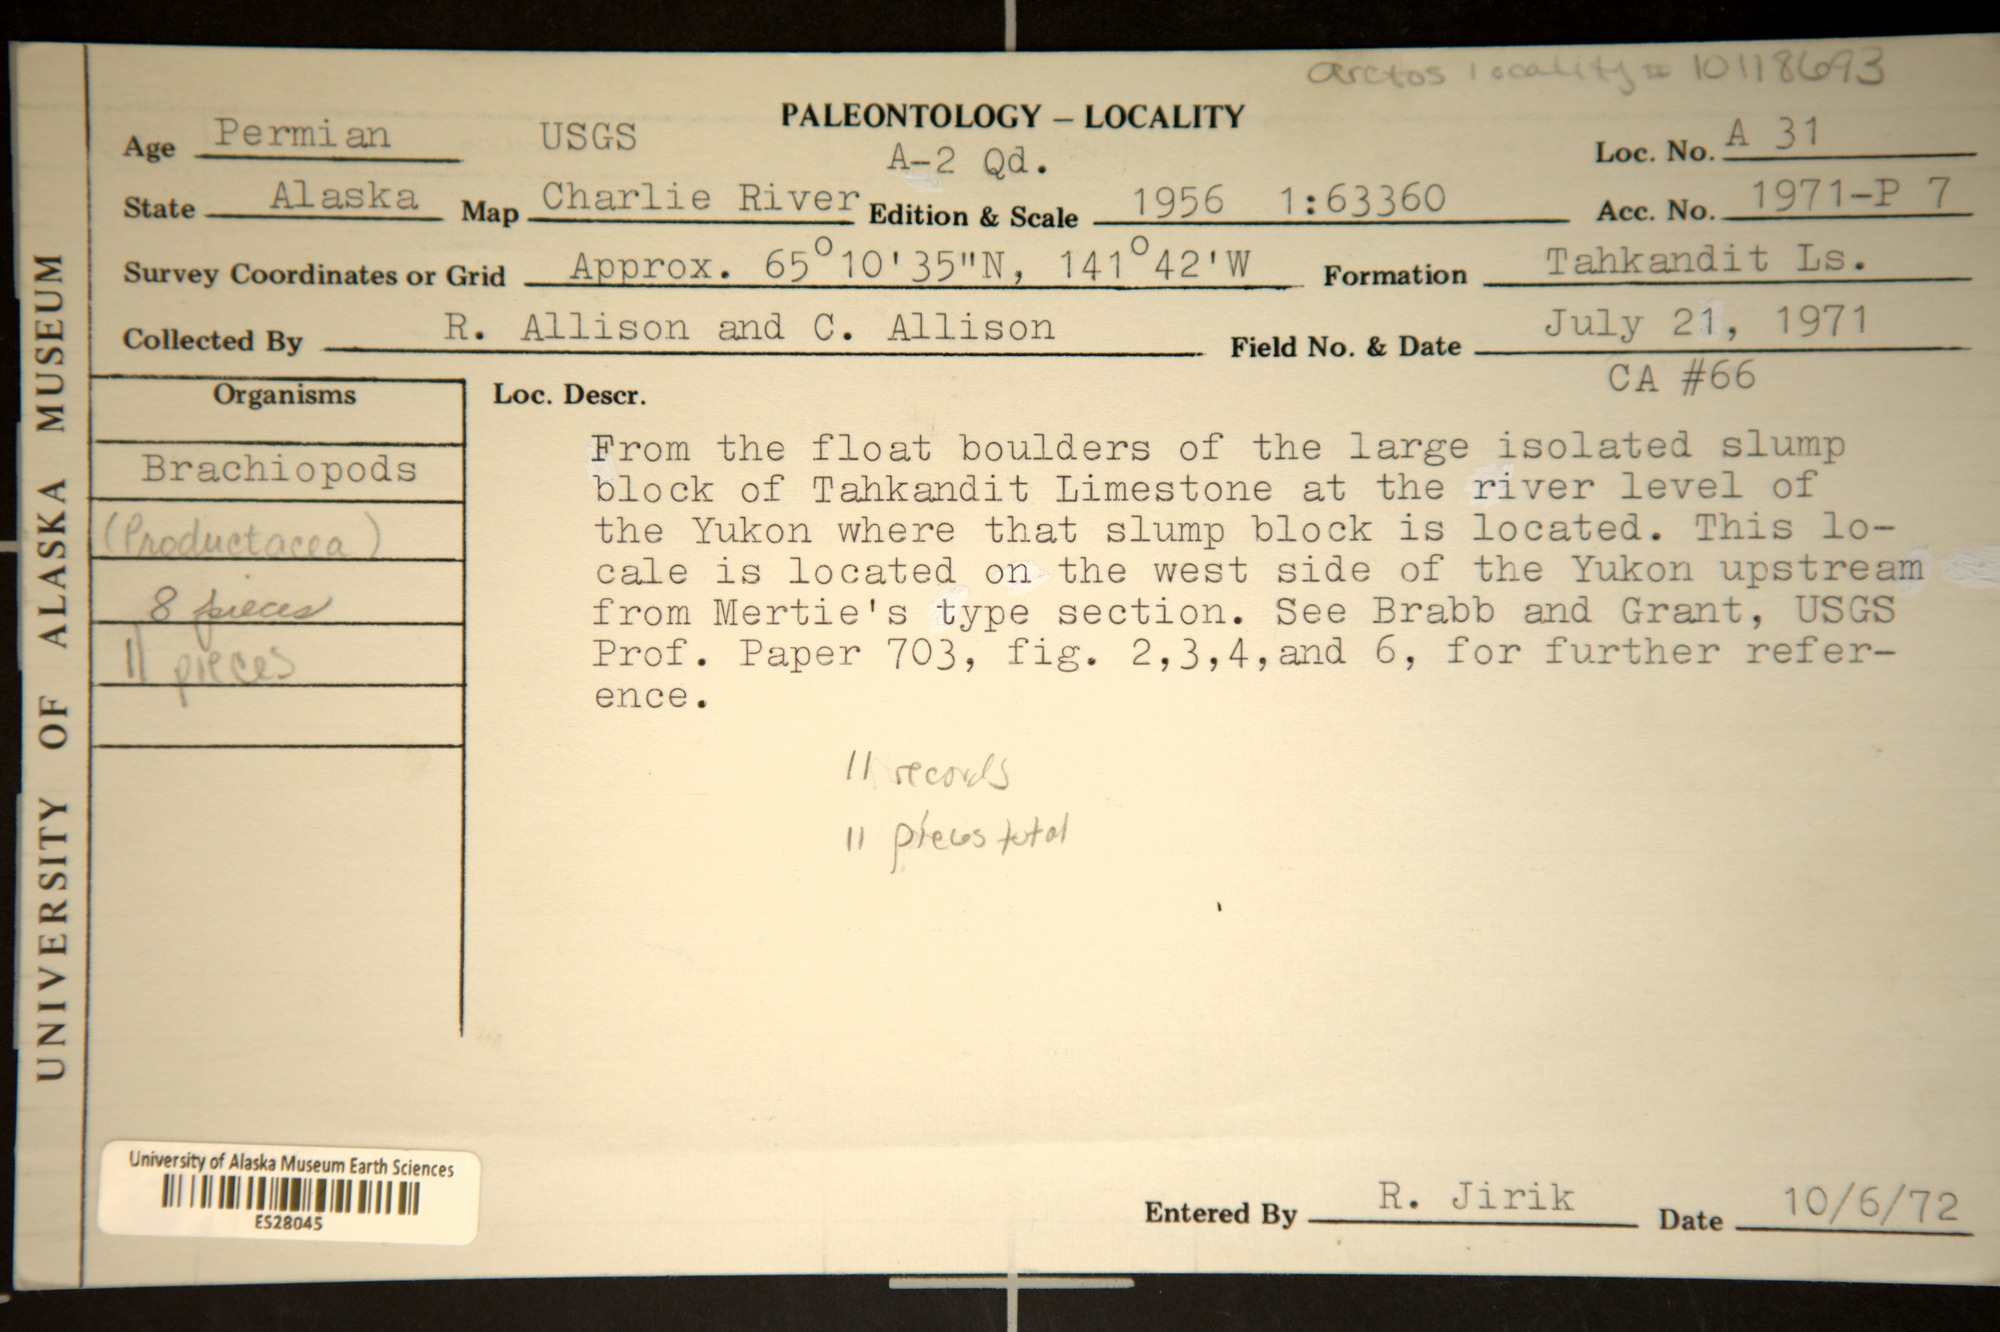 arctos locality # 10118693
PALEONTOLOGY – LOCALITY
Age Permian USGS A-2 Qd. Loc. No. A 31
State Alaska Map Charlie River Edition & Scale 1956 1:63360 Acc. No. 1971-P 7
Survey Coordinates or Grid Approx. 65°10'35"N, 141°42'W Formation Tahkandit Ls.
Collected By R. Allison and C. Allison Field No. & Date July 21, 1971
CA #66
Organisms
Brachiopods
(Productacea)
8 pieces
11 pieces
Loc. Descr.
From the float boulders of the large isolated slump
block of Tahkandit Limestone at the river level of
the Yukon where that slump block is located. This lo-
cale is located on the west side of the Yukon upstream
from Mertie's type section. See Brabb and Grant, USGS
Prof. Paper 703, fig. 2,3,4,and 6, for further refer-
ence.
11 records
11 pieces total
UNIVERSITY OF ALASKA MUSEUM
University of Alaska Museum Earth Sciences
ES28045
Entered By R. Jirik Date 10/6/72